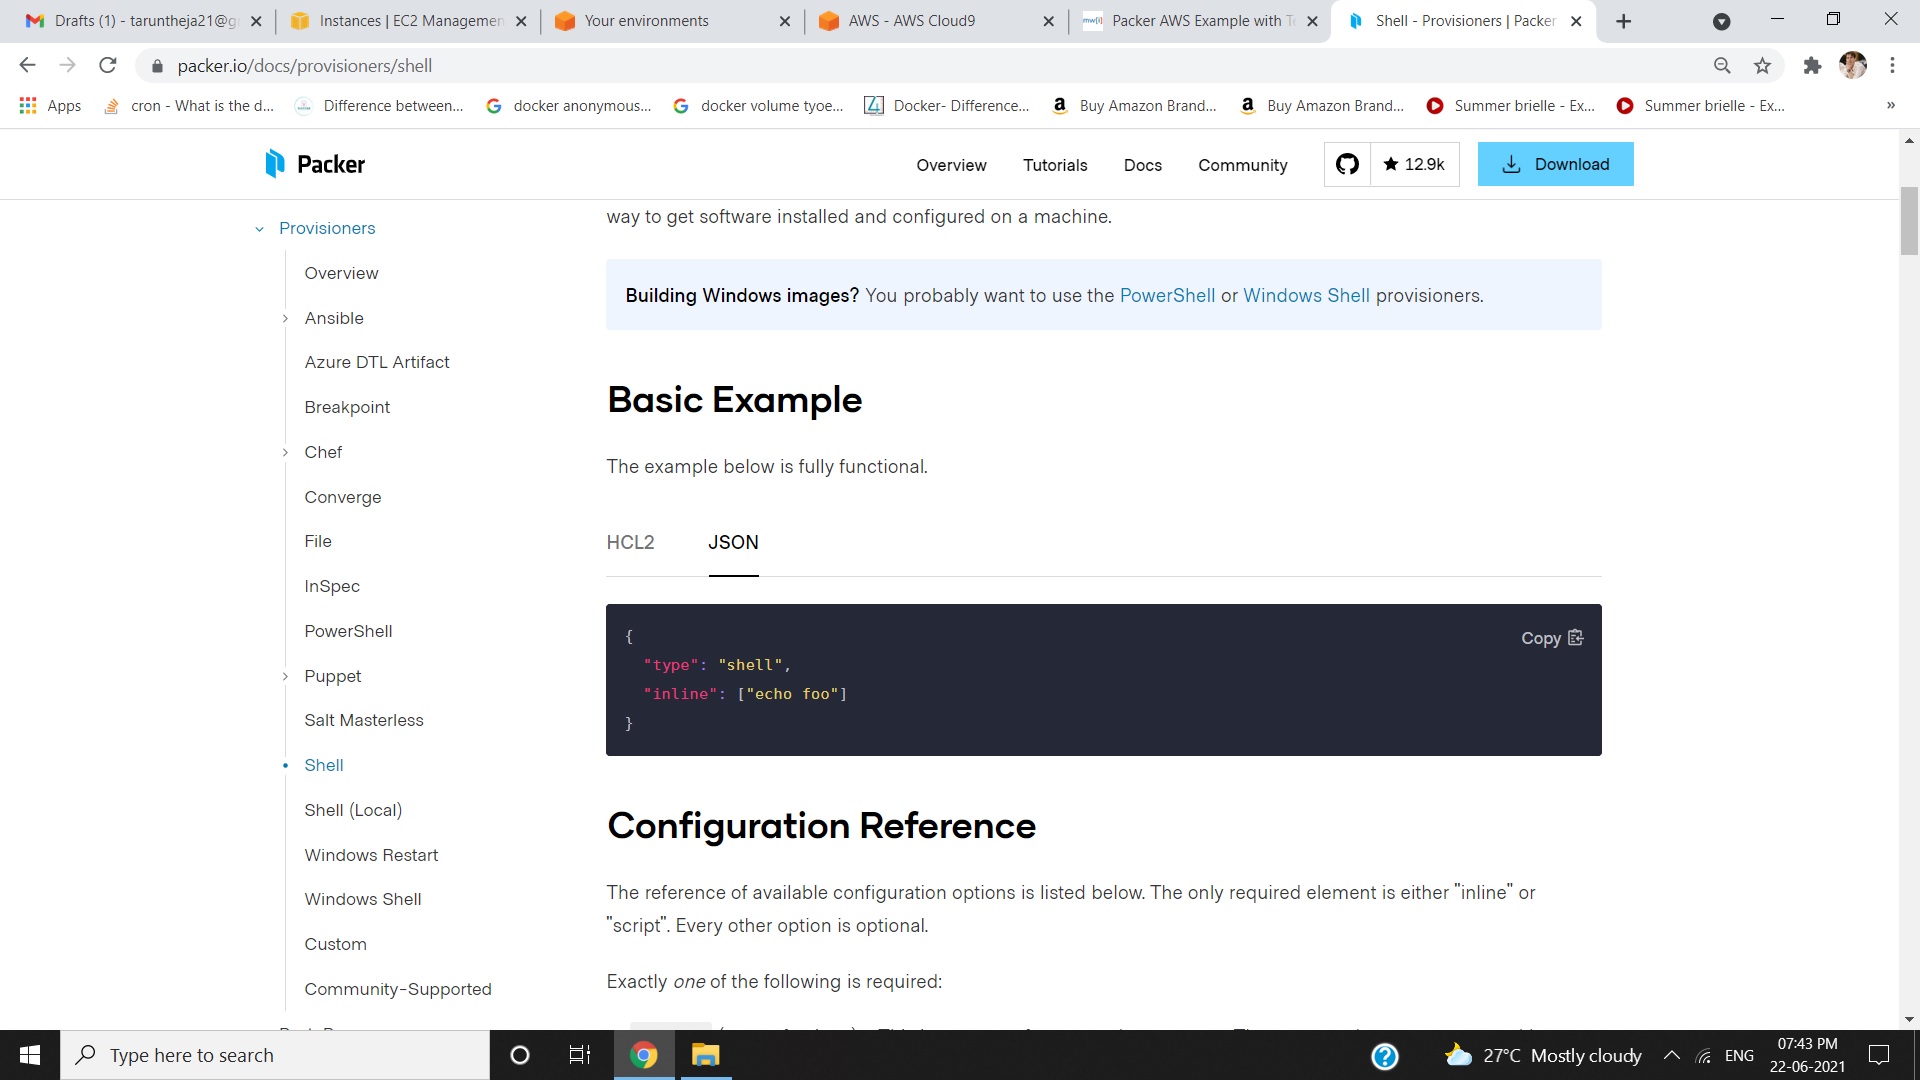 Drafts (1) - taruntheja21@g
Instances | EC2 Managemen
Your environments
AWS - AWS Cloud9
mw[i]
Packer AWS Example with Te
Shell - Provisioners | Packer
packer.io/docs/provisioners/shell
Apps
cron - What is the d...
Difference between...
docker anonymous...
docker volume tyoe...
Docker- Difference...
Buy Amazon Brand...
Buy Amazon Brand...
Summer brielle - Ex...
Summer brielle - Ex...
»
Packer
Overview
Tutorials
Docs
Community
12.9k
Download
Provisioners
Overview
Ansible
Azure DTL Artifact
Breakpoint
Chef
Converge
File
InSpec
PowerShell
Puppet
Salt Masterless
Shell
Shell (Local)
Windows Restart
Windows Shell
Custom
Community-Supported
way to get software installed and configured on a machine.
Building Windows images? You probably want to use the PowerShell or Windows Shell provisioners.
Basic Example
The example below is fully functional.
HCL2
JSON
Copy
{
"type": "shell",
"inline": ["echo foo"]
}
Configuration Reference
The reference of available configuration options is listed below. The only required element is either "inline" or
"script". Every other option is optional.
Exactly one of the following is required:
Type here to search
27°C Mostly cloudy
ENG
07:43 PM
22-06-2021